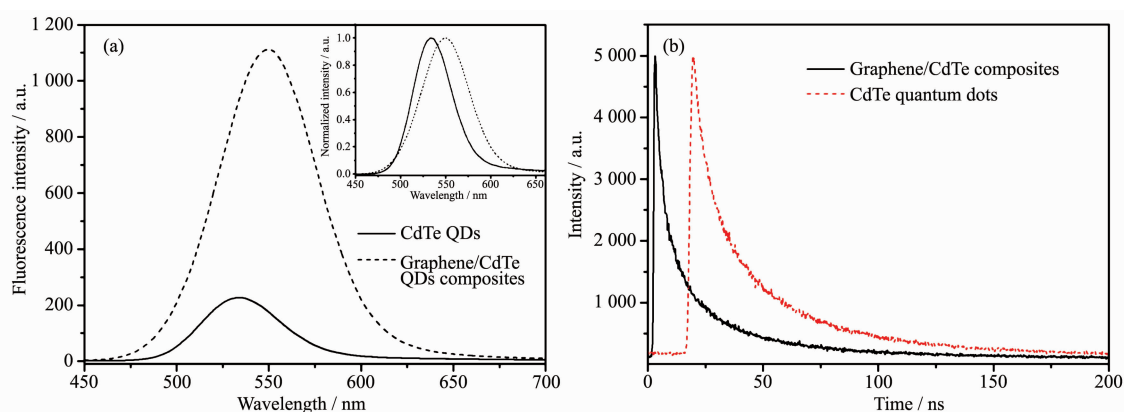 (a)
1 200
1 000
800
600
400
200
0
Fluorescence intensity / a.u.
450
500
550
600
650
700
Wavelength / nm
CdTe QDs
Graphene/CdTe
QDs composites
1.0
0.8
0.6
0.4
0.2
0.0
Normalized intensity / a.u.
450
500
550
600
650
Wavelength / nm
(b)
5 000
4 000
3 000
2 000
1 000
Intensity / a.u.
0
50
100
150
200
Time / ns
Graphene/CdTe composites
CdTe quantum dots